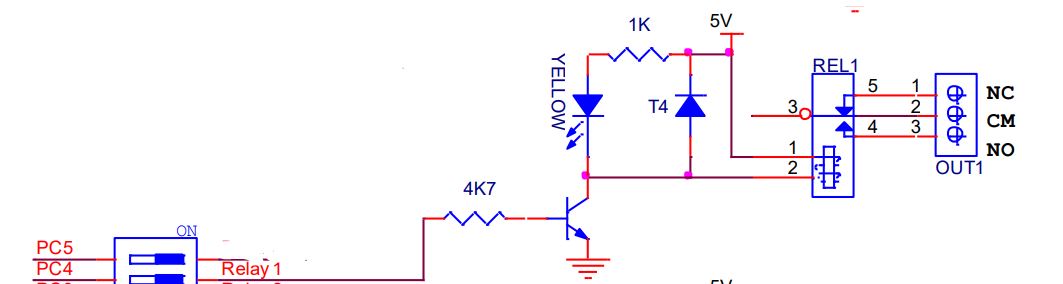 1K
5V
YELLOW
T4
REL1
3
5
1
2
4
3
1
2
NC
CM
NO
OUT1
4K7
ON
PC5
PC4
Relay 1